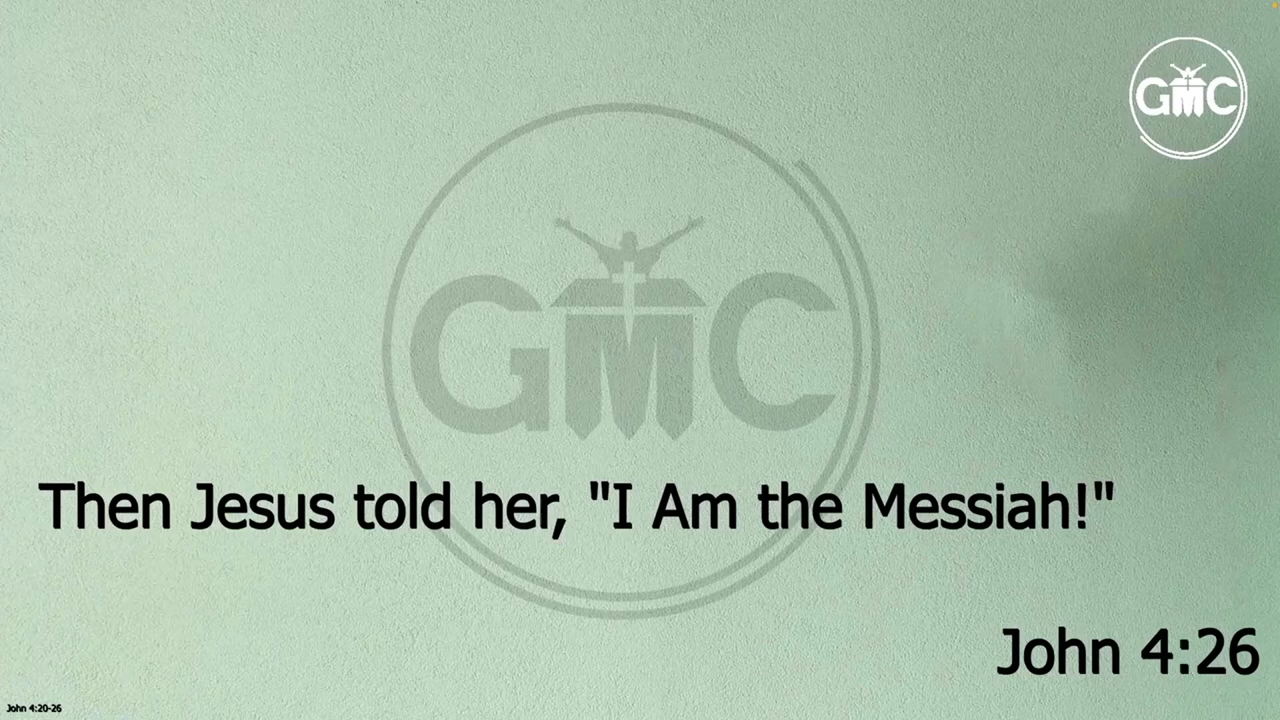 GMC
GMC
Then Jesus told her, "I Am the Messiah!"
John 4:26
John 4:20-26